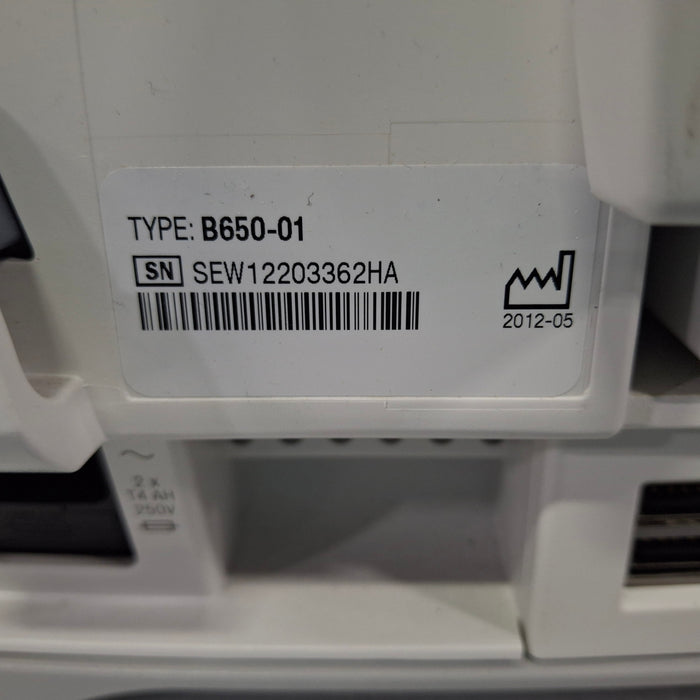 TYPE: B650-01
SN SEW12203362HA
2012-05
2 x
T4 AH
250V